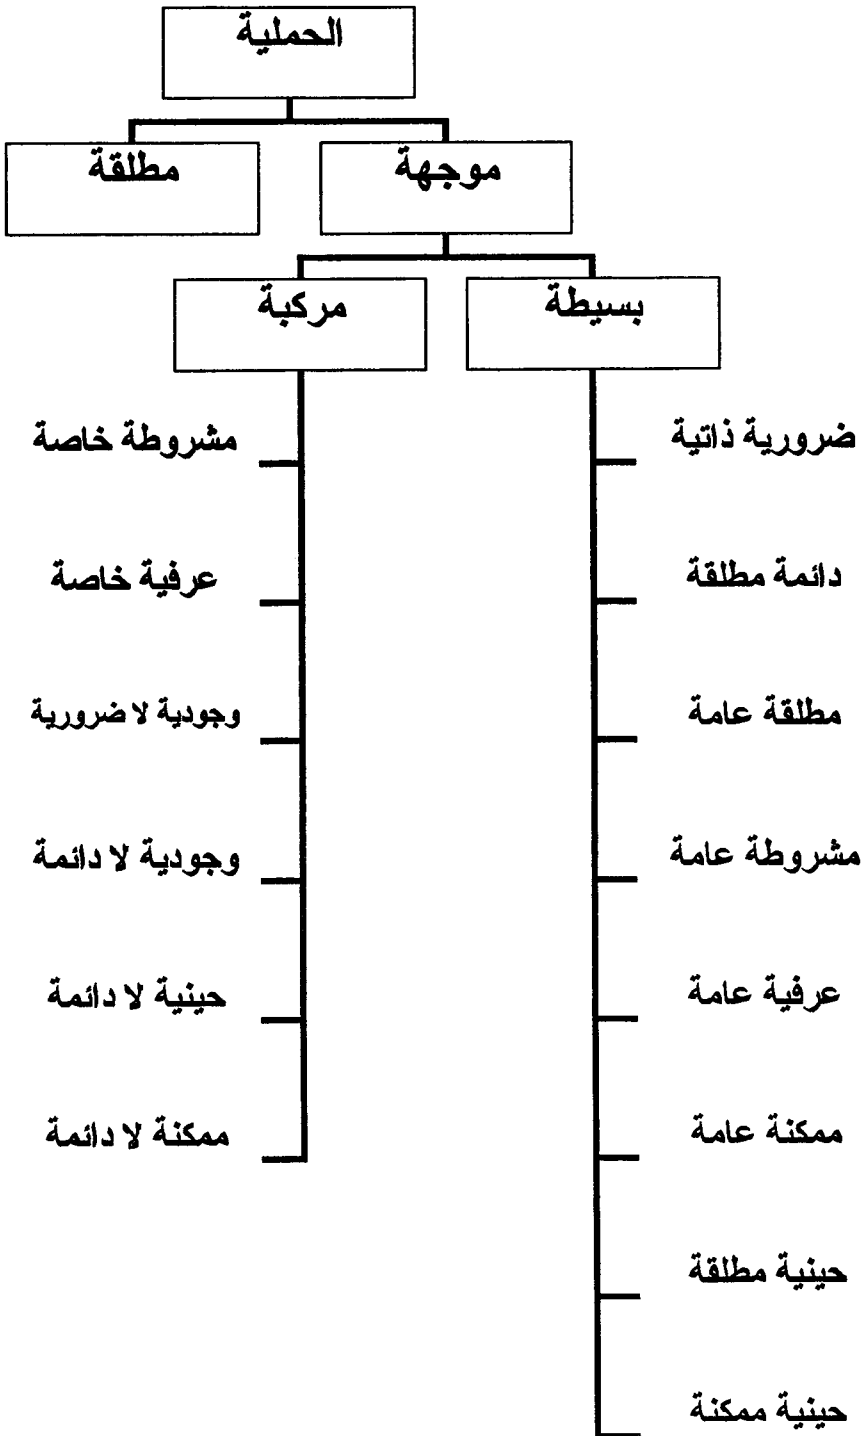 الحملية
موجهة
مطلقة
بسيطة
مركبة
ضرورية ذاتية
دائمة مطلقة
مطلقة عامة
مشروطة عامة
عرفية عامة
ممكنة عامة
حينية مطلقة
حينية ممكنة
مشروطة خاصة
عرفية خاصة
وجودية لا ضرورية
وجودية لا دائمة
حينية لا دائمة
ممكنة لا دائمة